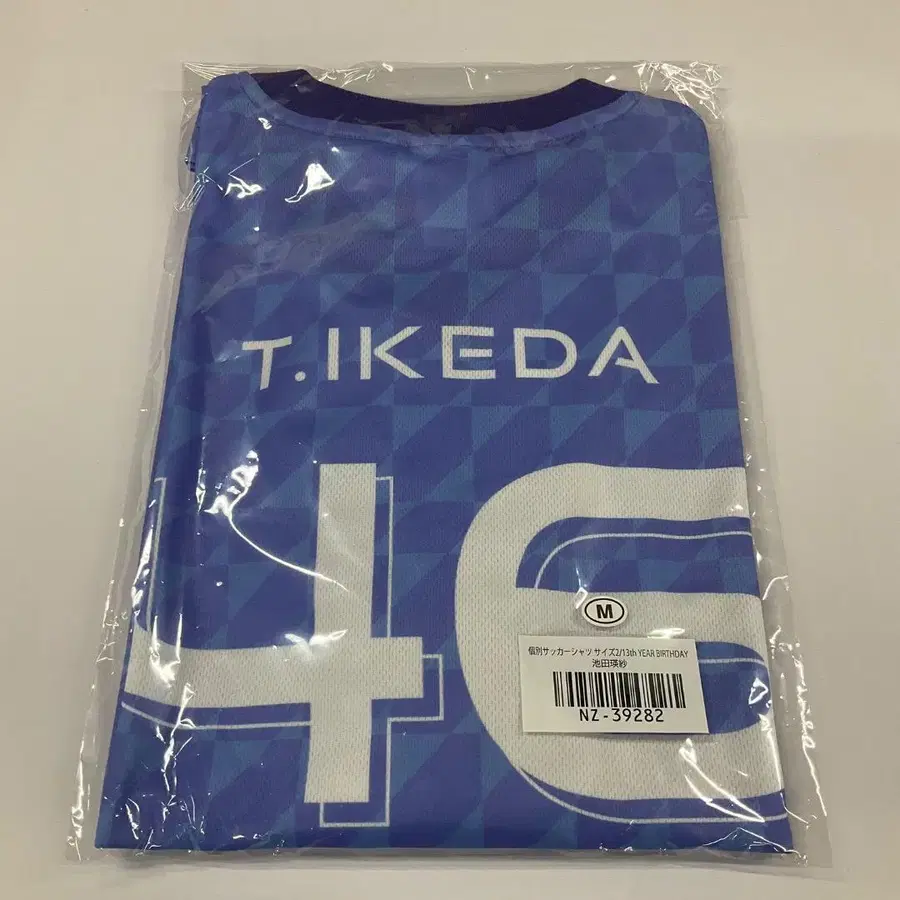 T.IKEDA
46
M
個別サッカーシャツ サイズ2/13th YEAR BIRTHDAY
池田瑛紗
NZ-39282